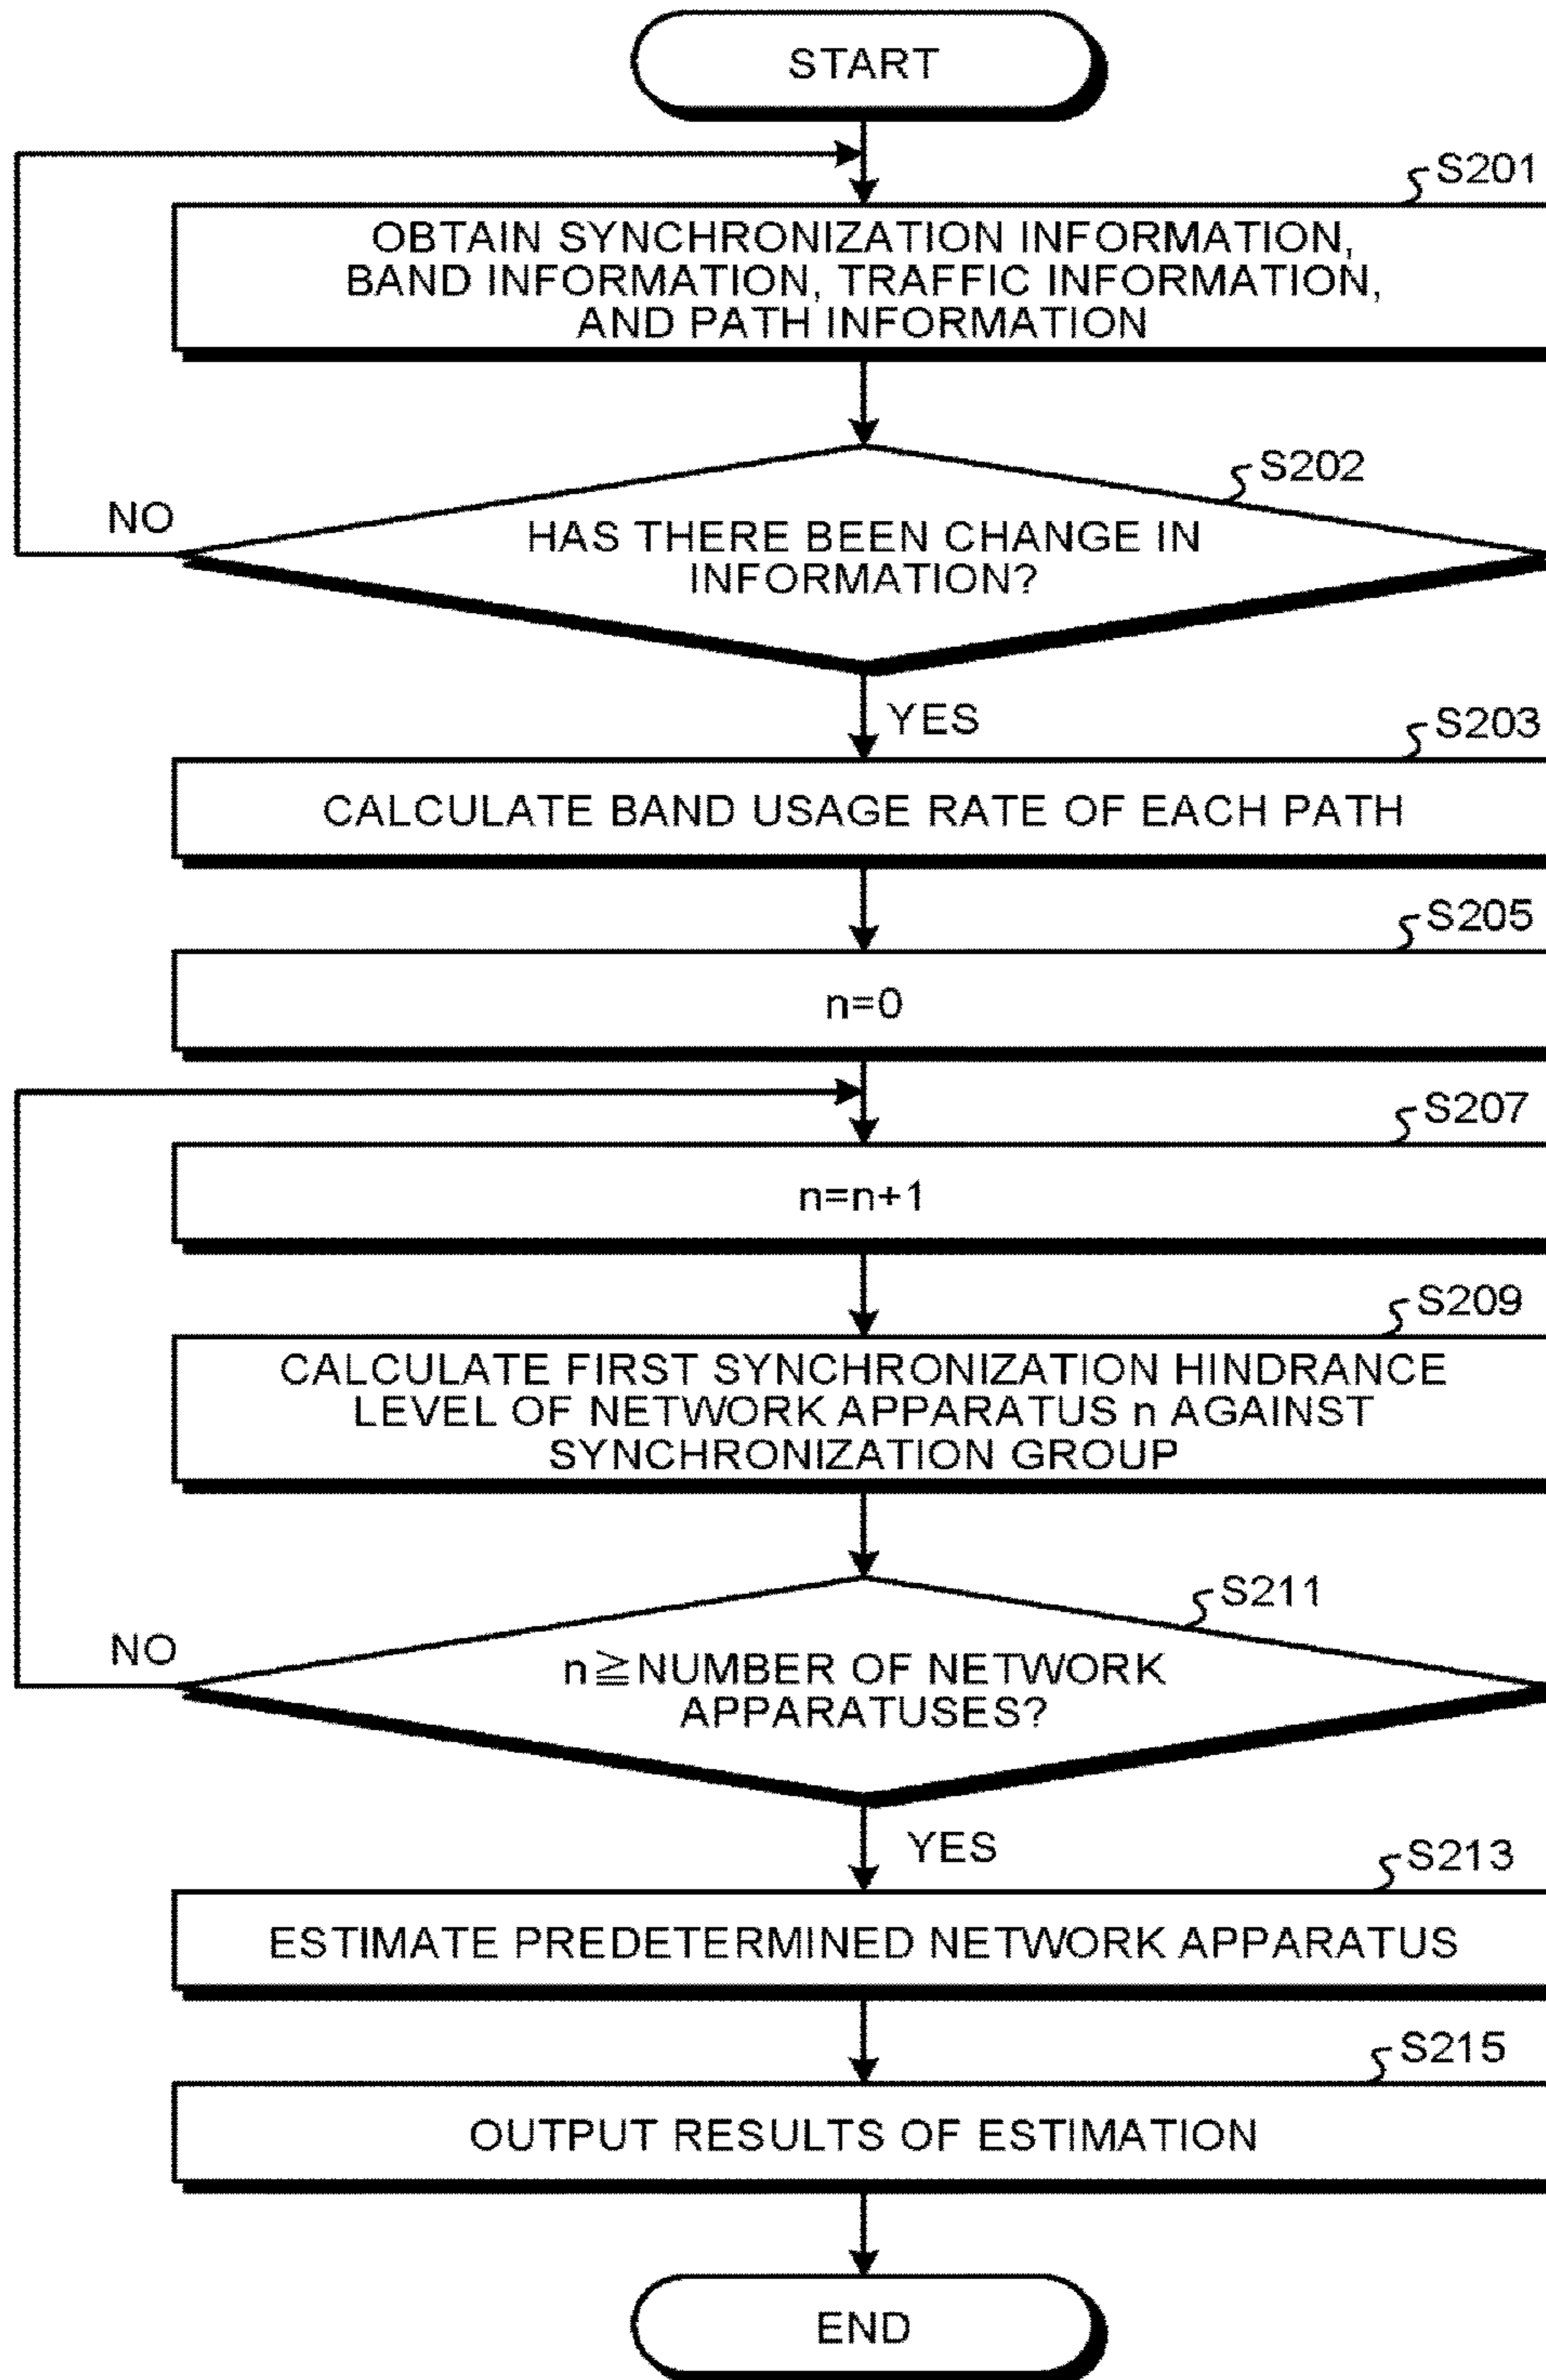 START
S201
OBTAIN SYNCHRONIZATION INFORMATION,
BAND INFORMATION, TRAFFIC INFORMATION,
AND PATH INFORMATION
S202
NO
HAS THERE BEEN CHANGE IN
INFORMATION?
YES
S203
CALCULATE BAND USAGE RATE OF EACH PATH
S205
n=0
S207
n=n+1
S209
CALCULATE FIRST SYNCHRONIZATION HINDRANCE
LEVEL OF NETWORK APPARATUS n AGAINST
SYNCHRONIZATION GROUP
S211
NO
n≧NUMBER OF NETWORK
APPARATUSES?
YES
S213
ESTIMATE PREDETERMINED NETWORK APPARATUS
S215
OUTPUT RESULTS OF ESTIMATION
END